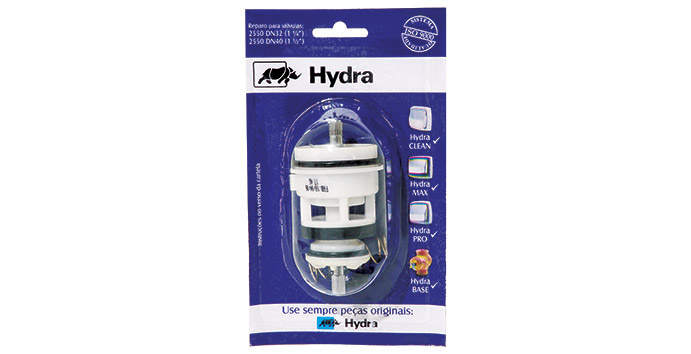 Reparo para válvulas:
2550 DN32 (1 ¼")
2550 DN40 (1 ½")
SISTEMA
ISO 9000
Hydra
Hydra
CLEAN
Hydra
MAX
Hydra
PRO
Hydra
BASE
Instruções no verso da cartela
Use sempre peças originais:
Hydra